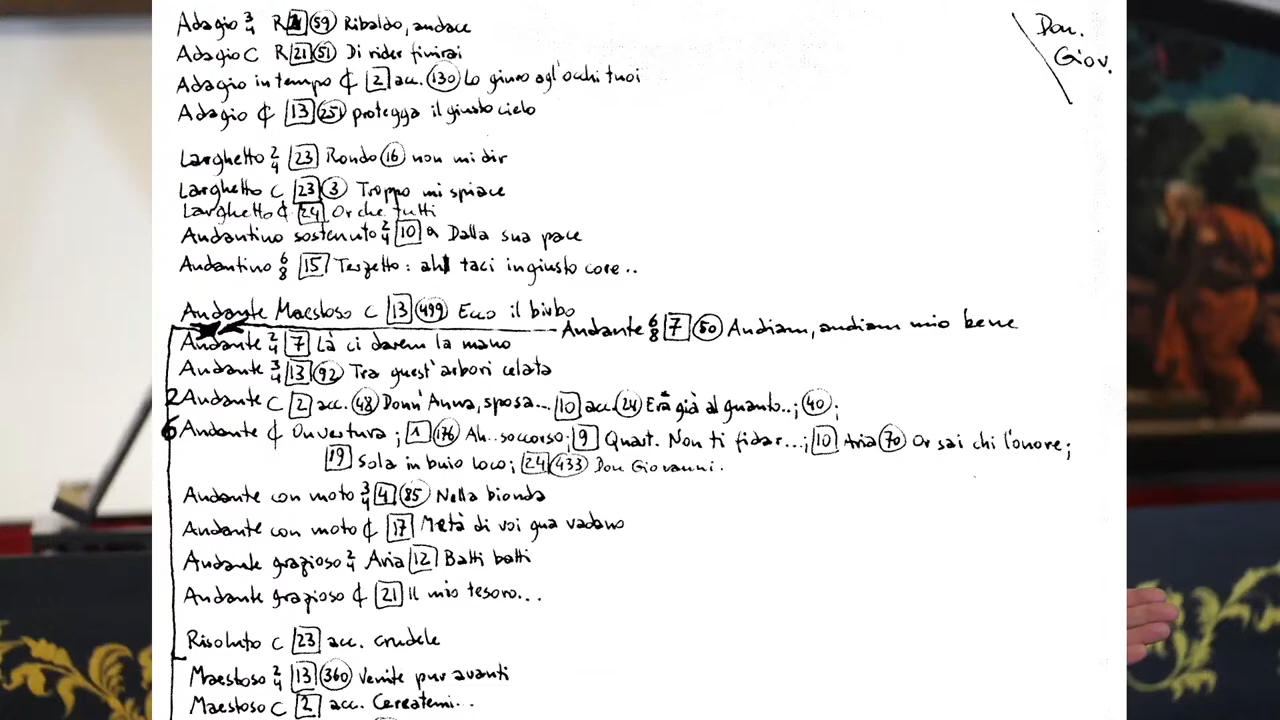 Don.
Giov.
Adagio 3/4 R 21 59 Ribaldo, audace
Adagio C R 21 51 Di rider finirai
Adagio in tempo ¢ 2 acc. 130 Lo giuro agl'occhi tuoi
Adagio ¢ 13 251 protegga il giusto cielo
Larghetto 2/4 23 Rondo 16 non mi dir
Larghetto C 23 3 Troppo mi spiace
Larghetto ¢ 24 Or che tutti
Andantino sostenuto 2/4 10 a Dalla sua pace
Andantino 6/8 15 Terzetto: ah taci ingiusto core..
Andante Maestoso C 13 499 Ecco il birbo
Andante 6/8 7 50 Andiam, andiam mio bene
Andante 2/4 7 Là ci darem la mano
Andante 3/4 13 92 Tra quest'arbori celata
2 Andante C 2 acc. 48 Donn'Anna, sposa... 10 acc. 24 Era già alquanto..; 40;
6 Andante ¢ Ouvertura; 1 176 Ah.. soccorso; 9 Quart. Non ti fidar...; 10 Aria 70 Or sai chi l'onore;
19 Sola in buio loco; 24 433 Don Giovanni.
Andante con moto 3/4 4 85 Nella bionda
Andante con moto ¢ 17 Metà di voi qua vadano
Andante grazioso 2/4 Aria 12 Batti batti
Andante grazioso ¢ 21 Il mio tesoro...
Risoluto C 23 acc. crudele
Maestoso 2/4 13 360 Venite pur avanti
Maestoso C 2 acc. Cercatemi...